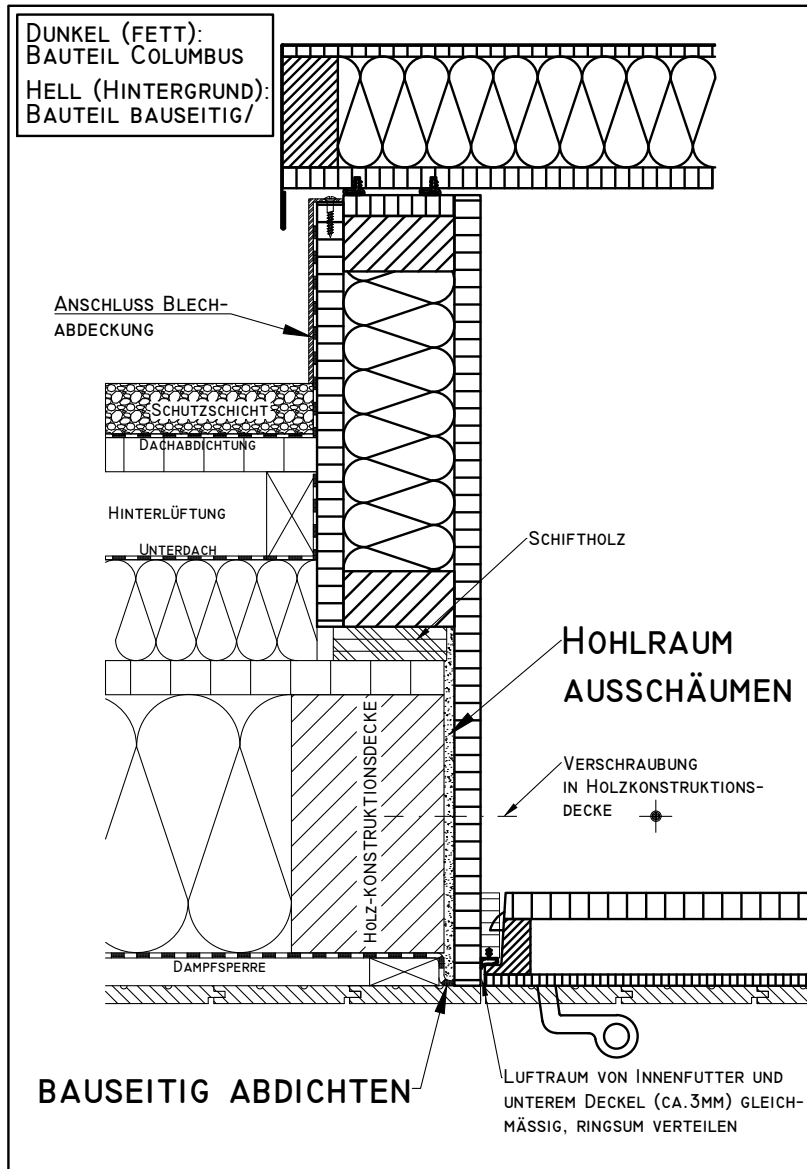 DUNKEL (FETT):
BAUTEIL COLUMBUS
HELL (HINTERGRUND):
BAUTEIL BAUSEITIG/
ANSCHLUSS BLECH-
ABDECKUNG
SCHUTZSCHICHT
DACHABDICHTUNG
HINTERLÜFTUNG
UNTERDACH
SCHIFTHOLZ
HOHLRAUM
AUSSCHÄUMEN
HOLZ-KONSTRUKTIONSDECKE
VERSCHRAUBUNG
IN HOLZKONSTRUKTIONS-
DECKE
DAMPFSPERRE
BAUSEITIG ABDICHTEN
LUFTRAUM VON INNENFUTTER UND
UNTEREM DECKEL (CA.3MM) GLEICH-
MÄSSIG, RINGSUM VERTEILEN